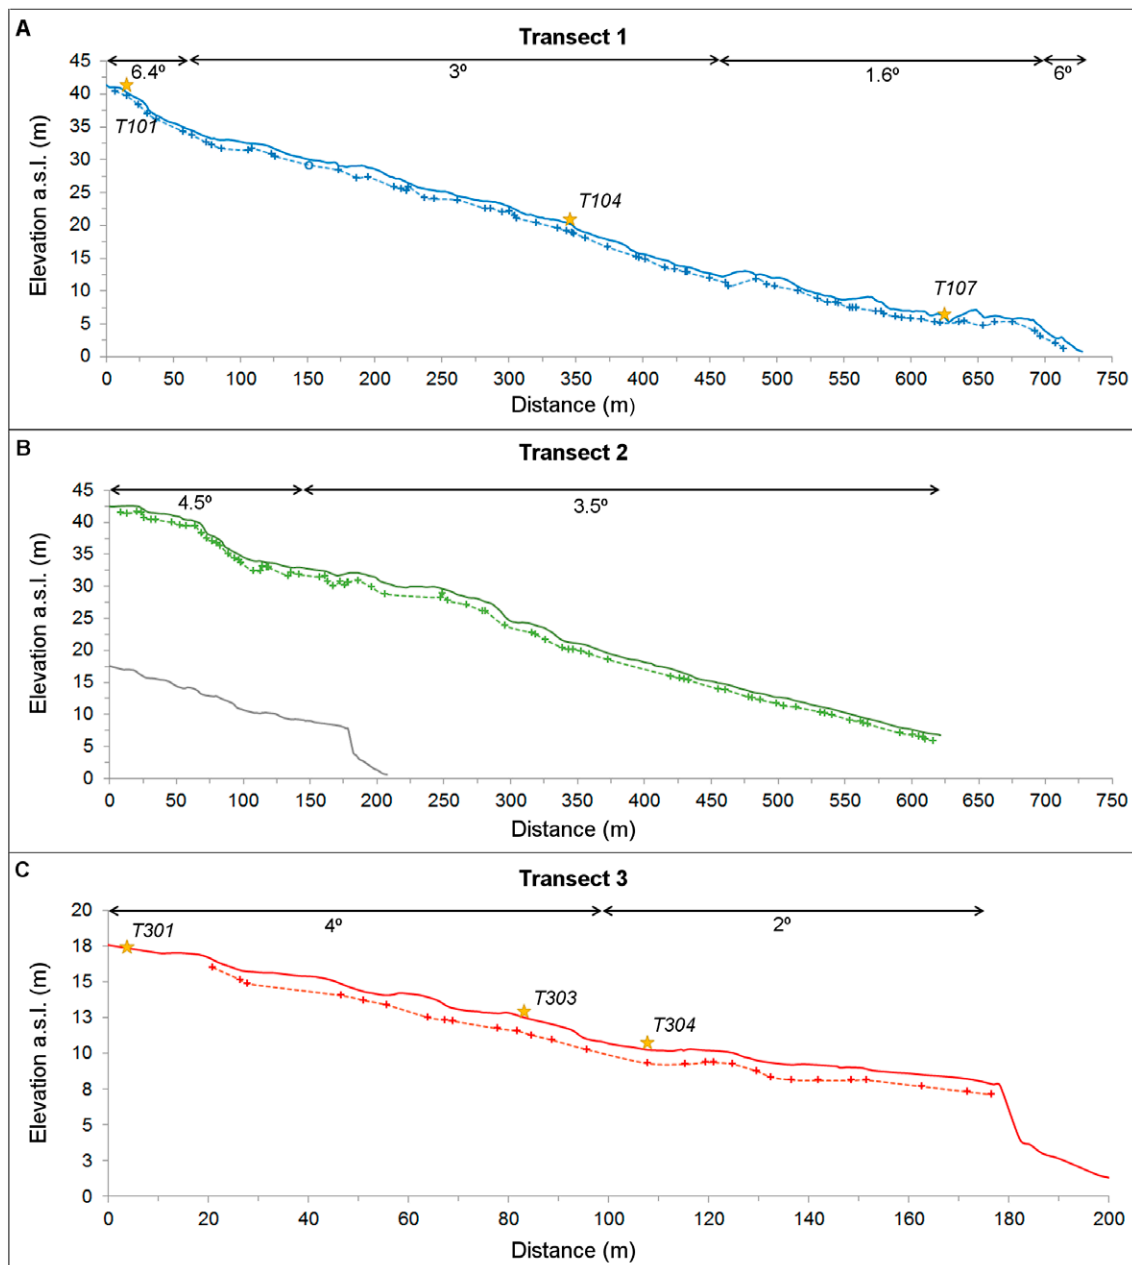 A
Transect 1
6.4º 3º 1.6º 6º
45
40
35
30
25
20
15
10
5
0
T101
T104
T107
Elevation a.s.l. (m)
0 50 100 150 200 250 300 350 400 450 500 550 600 650 700 750
Distance (m)
B
Transect 2
4.5º 3.5º
45
40
35
30
25
20
15
10
5
0
Elevation a.s.l. (m)
0 50 100 150 200 250 300 350 400 450 500 550 600 650 700 750
Distance (m)
C
Transect 3
4º 2º
20
18
15
13
10
8
5
3
0
T301
T303
T304
Elevation a.s.l. (m)
0 20 40 60 80 100 120 140 160 180 200
Distance (m)